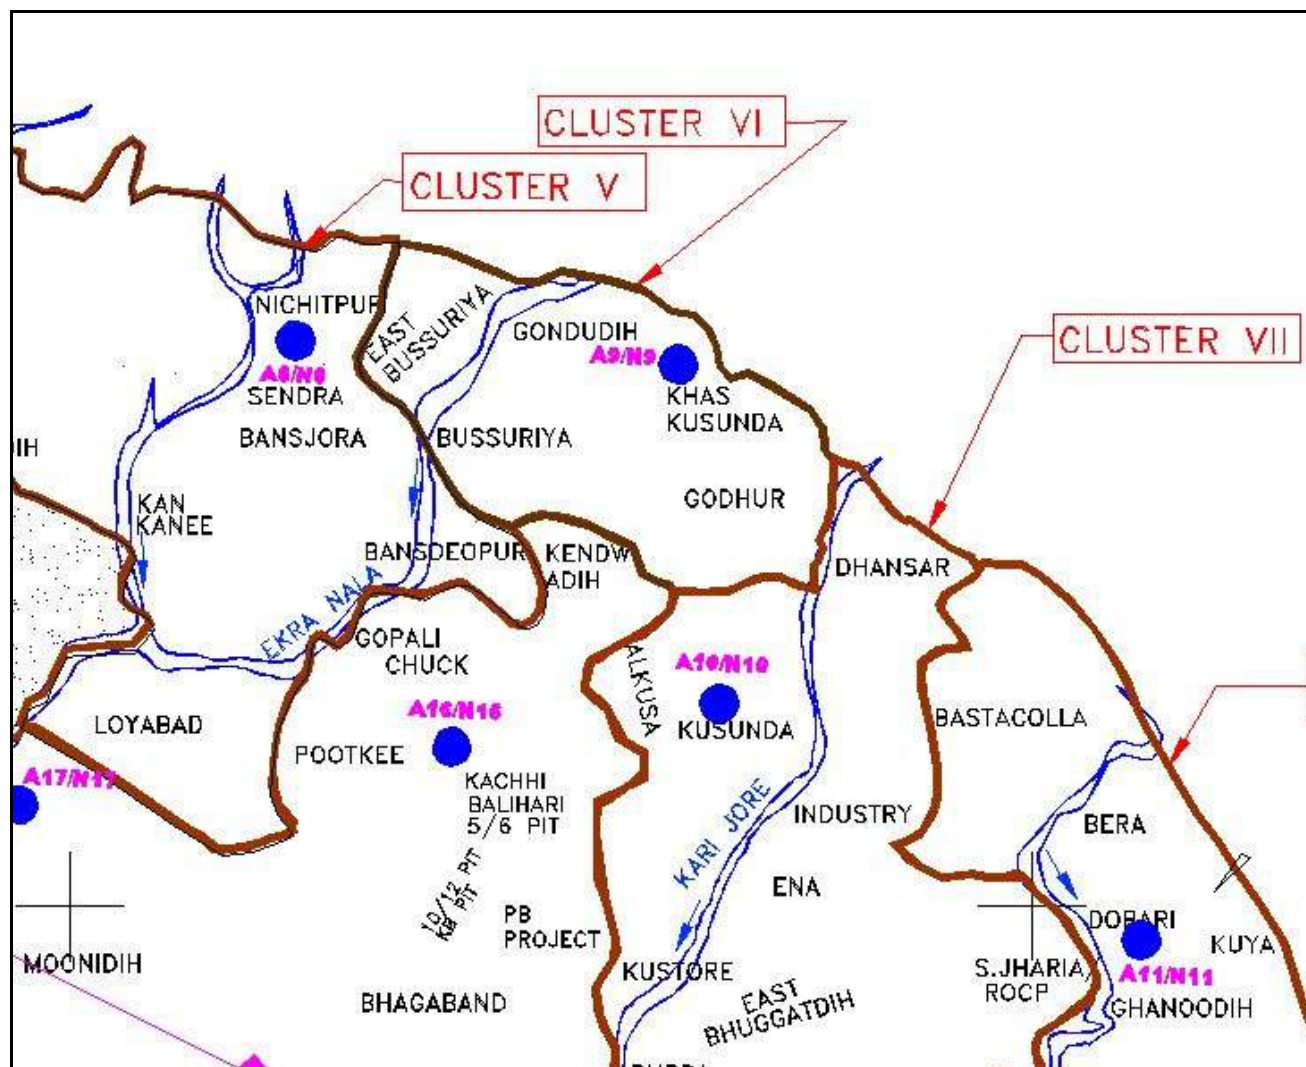 CLUSTER VI
CLUSTER V
NICHITPUR
EAST
BUSSURIYA
GONDUDIH
CLUSTER VII
A9/N9
SENDRA
KHAS
KUSUNDA
BANSJORA
BUSSURIYA
KAN
KANEE
GODHUR
BANSDEOPUR
KENDW
ADIH
DHANSAR
EKRA NALA
GOPALI
CHUCK
ALKUSA
A10/N10
LOYABAD
KUSUNDA
BASTACOLLA
POOTKEE
A17/N17
KACHHI
BALIHARI
5/6 PIT
KARI JORE
INDUSTRY
BERA
10/12 PIT
PIT
ENA
PB
PROJECT
DOBARI
KUYA
MOONIDIH
KUSTORE
S.JHARIA/
ROCP
A11/N11
BHAGABAND
EAST
BHUGGATDIH
GHANOODIH